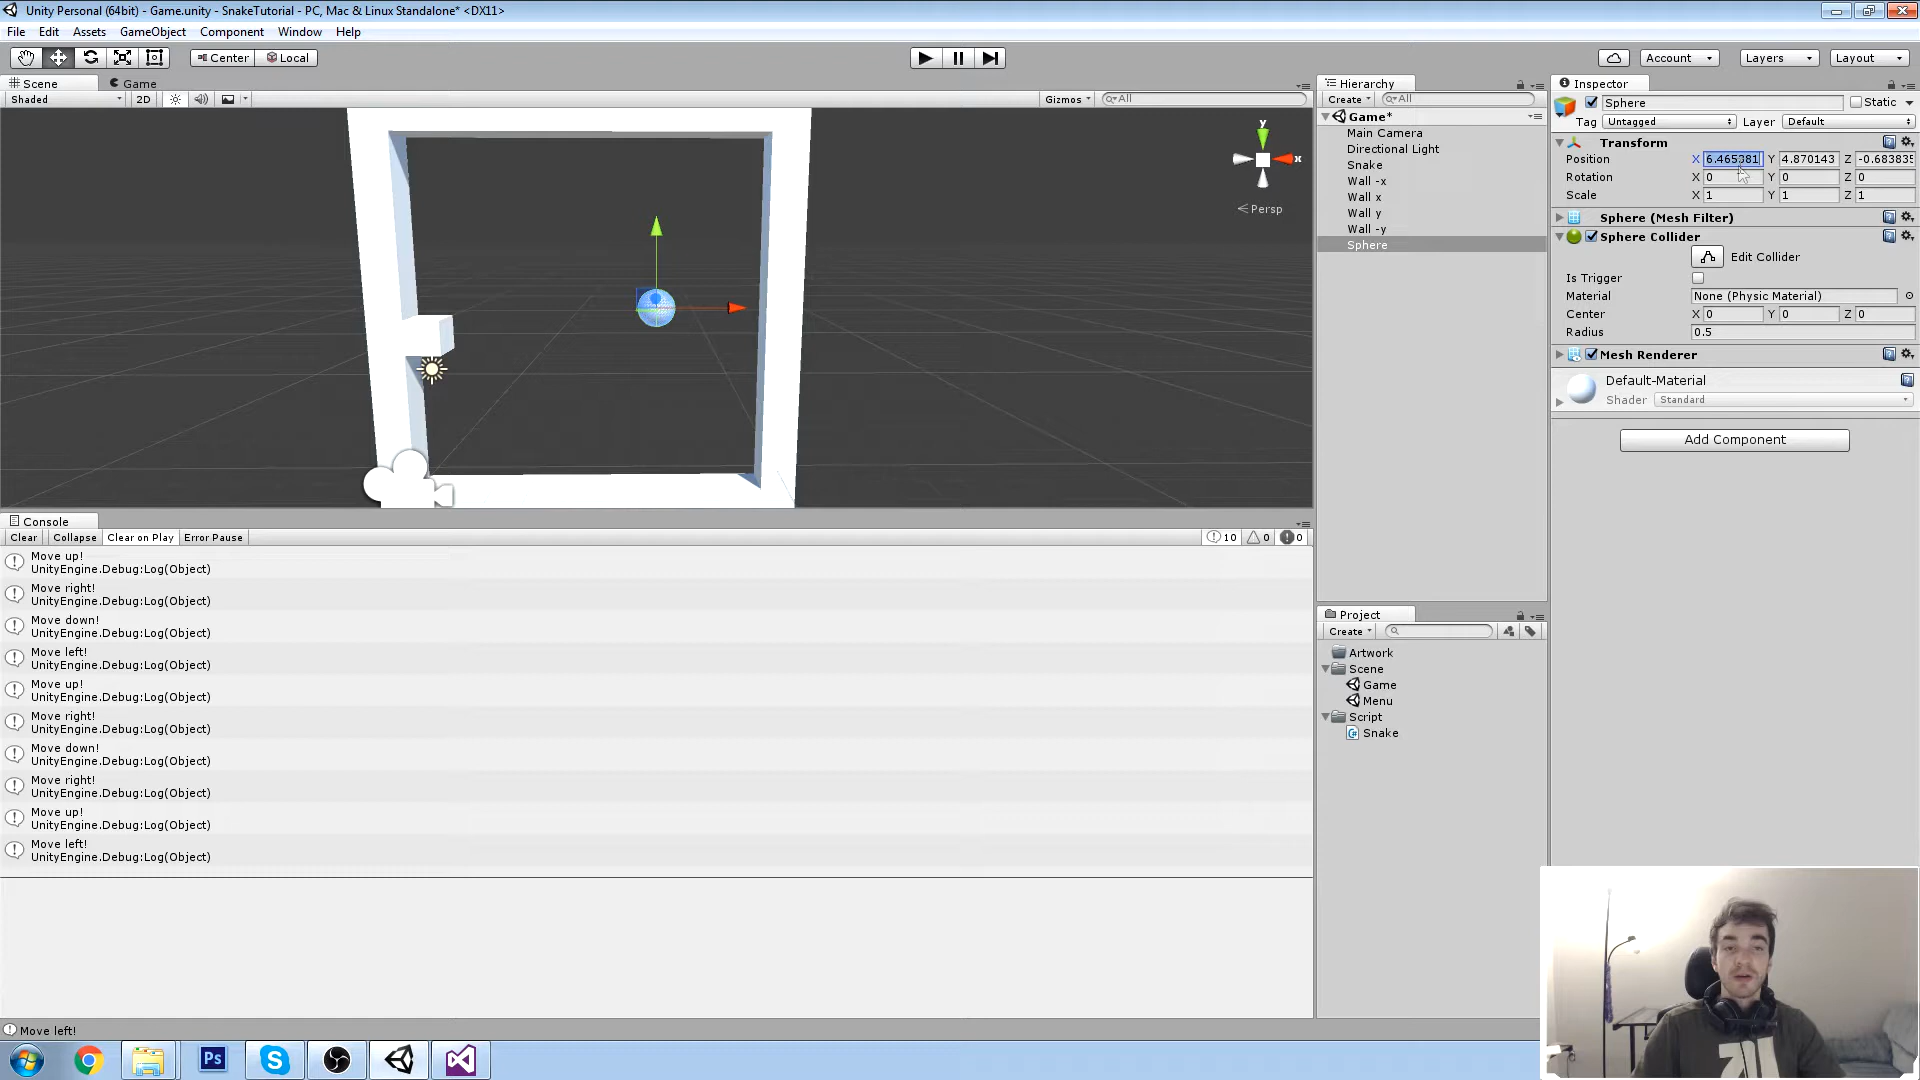 Unity Personal (64bit) - Game.unity - SnakeTutorial - PC, Mac & Linux Standalone* <DX11>
File Edit Assets GameObject Component Window Help
Center Local Account Layers Layout
Scene Game
Shaded 2D Gizmos All
y
x
Persp
Hierarchy
Create All
Game*
Main Camera
Directional Light
Snake
Wall -x
Wall x
Wall y
Wall -y
Sphere
Inspector
Sphere Static
Tag Untagged Layer Default
Transform
Position X 6.465381 Y 4.870143 Z -0.683835
Rotation X 0 Y 0 Z 0
Scale X 1 Y 1 Z 1
Sphere (Mesh Filter)
Sphere Collider
Edit Collider
Is Trigger
Material None (Physic Material)
Center X 0 Y 0 Z 0
Radius 0.5
Mesh Renderer
Default-Material
Shader Standard
Add Component
Console
Clear Collapse Clear on Play Error Pause 10 0 0
Move up!
UnityEngine.Debug:Log(Object)
Move right!
UnityEngine.Debug:Log(Object)
Move down!
UnityEngine.Debug:Log(Object)
Move left!
UnityEngine.Debug:Log(Object)
Move up!
UnityEngine.Debug:Log(Object)
Move right!
UnityEngine.Debug:Log(Object)
Move down!
UnityEngine.Debug:Log(Object)
Move right!
UnityEngine.Debug:Log(Object)
Move up!
UnityEngine.Debug:Log(Object)
Move left!
UnityEngine.Debug:Log(Object)
Project
Create
Artwork
Scene
Game
Menu
Script
Snake
Move left!
Ps